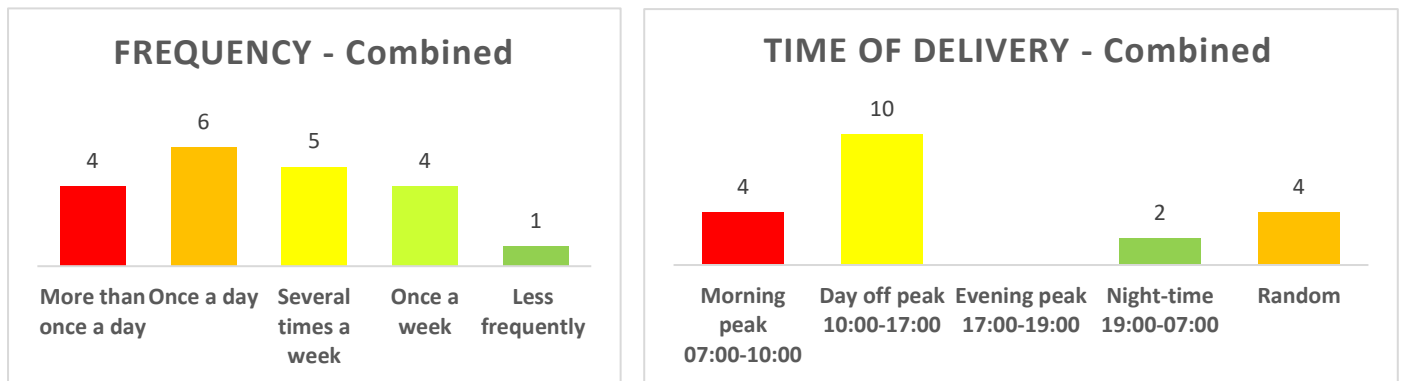 FREQUENCY - Combined
4
6
5
4
1
More than once a day
Once a day
Several times a week
Once a week
Less frequently
TIME OF DELIVERY - Combined
4
10
2
4
Morning peak 07:00-10:00
Day off peak 10:00-17:00
Evening peak 17:00-19:00
Night-time 19:00-07:00
Random